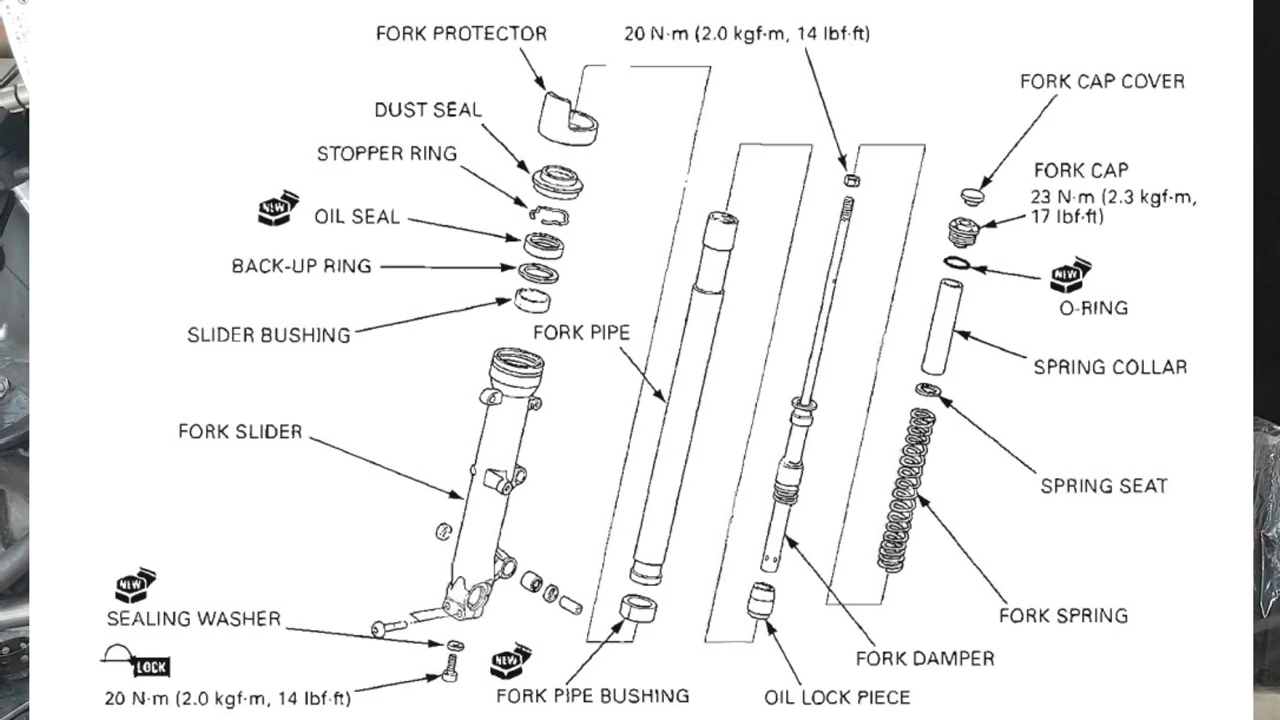 FORK PROTECTOR
20 N·m (2.0 kgf·m, 14 lbf·ft)
FORK CAP COVER
DUST SEAL
STOPPER RING
FORK CAP
23 N·m (2.3 kgf·m,
17 lbf·ft)
NEW
OIL SEAL
BACK-UP RING
NEW
O-RING
SLIDER BUSHING
FORK PIPE
SPRING COLLAR
FORK SLIDER
SPRING SEAT
NEW
SEALING WASHER
FORK SPRING
LOCK
NEW
FORK DAMPER
20 N·m (2.0 kgf·m, 14 lbf·ft)
FORK PIPE BUSHING
OIL LOCK PIECE